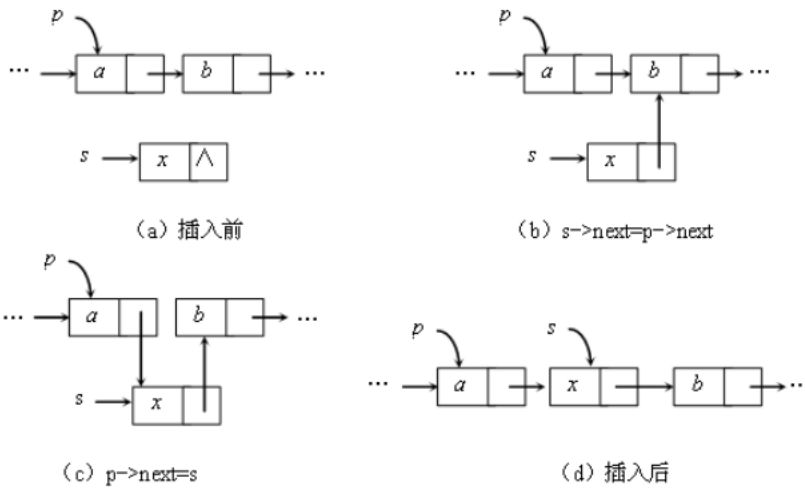 p
p
… a b …
… a b …
s x ∧
s x
（a）插入前
（b）s->next=p->next
p
… a b …
p s
s x
… a x b …
（c）p->next=s
（d）插入后